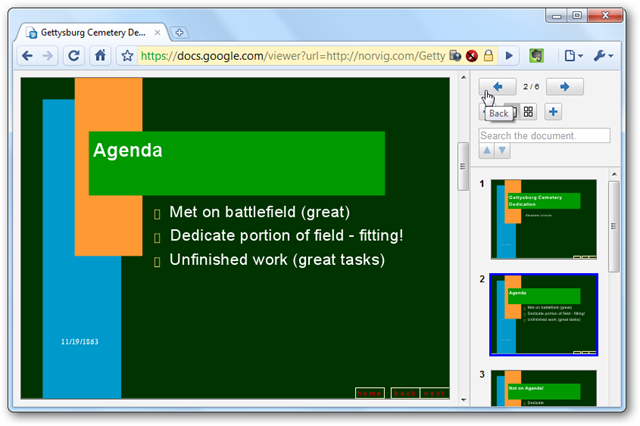 Gettysburg Cemetery De...
https://docs.google.com/viewer?url=http://norvig.com/Getty
2 / 6
Back
Search the document.
Agenda
Met on battlefield (great)
Dedicate portion of field - fitting!
Unfinished work (great tasks)
11/19/1863
home back next
1
Gettysburg Cemetery
Dedication
2
Agenda
Met on battlefield (great)
Dedicate portion of field - fitting!
Unfinished work (great tasks)
3
Not on Agenda!
Dedicate